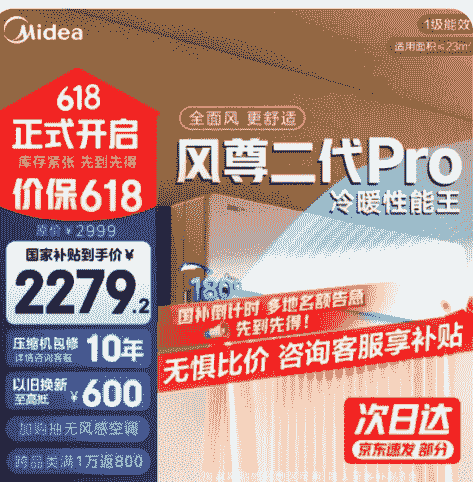 Midea
1级能效
适用面积≤23m²
618
正式开启
库存紧张 先到先得
价保618
原价¥2999
国家补贴到手价¥
2279.2
压缩机包修
详情咨询客服
10年
以旧换新
至高抵
¥600
加购抽无风感空调
跨品类满1万返800
全面风 更舒适
风尊二代Pro
冷暖性能王
180°
国补倒计时 多地名额告急
先到先得!
无惧比价 咨询客服享补贴
次日达
京东速发 部分